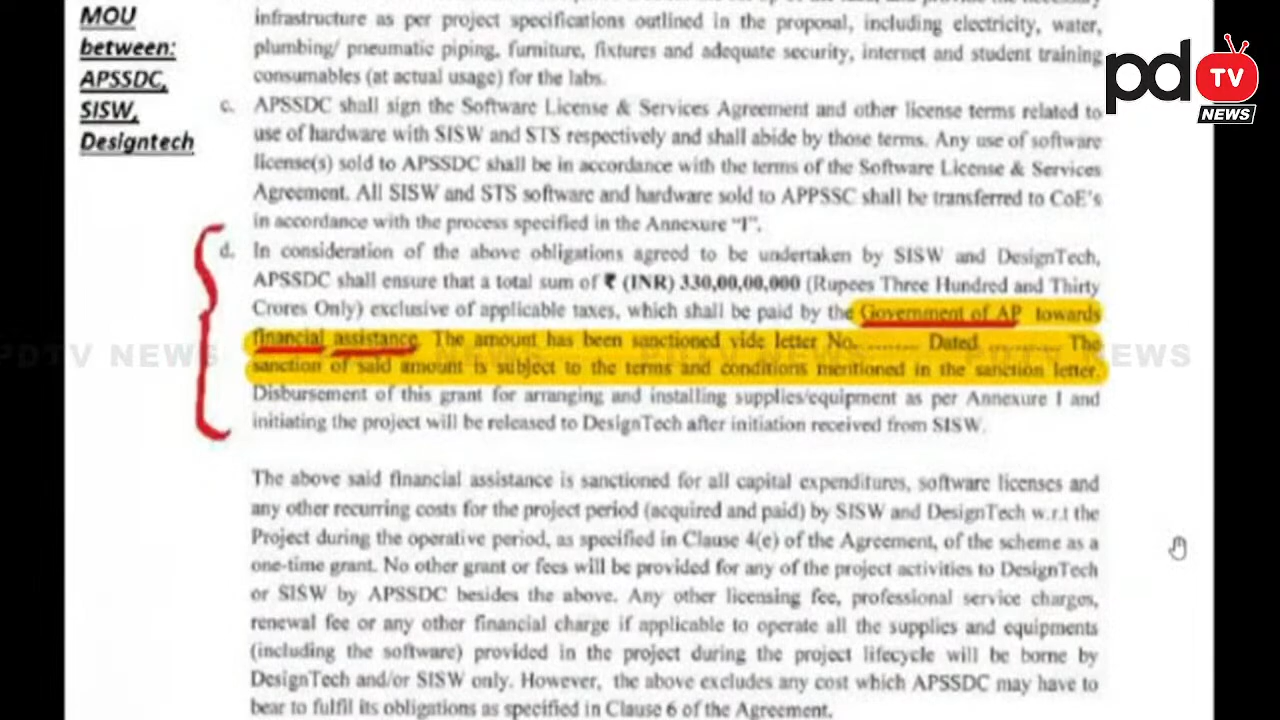 MOU
between:
APSSDC,
SISW,
Designtech
infrastructure as per project specifications outlined in the proposal, including electricity, water,
plumbing/ pneumatic piping, furniture, fixtures and adequate security, internet and student training
consumables (at actual usage) for the labs.
c. APSSDC shall sign the Software License & Services Agreement and other license terms related to
use of hardware with SISW and STS respectively and shall abide by those terms. Any use of software
license(s) sold to APSSDC shall be in accordance with the terms of the Software License & Services
Agreement. All SISW and STS software and hardware sold to APPSSC shall be transferred to CoE's
in accordance with the process specified in the Annexure "I".
d. In consideration of the above obligations agreed to be undertaken by SISW and DesignTech,
APSSDC shall ensure that a total sum of ₹ (INR) 330,00,00,000 (Rupees Three Hundred and Thirty
Crores Only) exclusive of applicable taxes, which shall be paid by the Government of AP towards
financial assistance. The amount has been sanctioned vide letter No.......... Dated .......... The
sanction of said amount is subject to the terms and conditions mentioned in the sanction letter.
Disbursement of this grant for arranging and installing supplies/equipment as per Annexure I and
initiating the project will be released to DesignTech after initiation received from SISW.
The above said financial assistance is sanctioned for all capital expenditures, software licenses and
any other recurring costs for the project period (acquired and paid) by SISW and DesignTech w.r.t the
Project during the operative period, as specified in Clause 4(e) of the Agreement, of the scheme as a
one-time grant. No other grant or fees will be provided for any of the project activities to DesignTech
or SISW by APSSDC besides the above. Any other licensing fee, professional service charges,
renewal fee or any other financial charge if applicable to operate all the supplies and equipments
(including the software) provided in the project during the project lifecycle will be borne by
DesignTech and/or SISW only. However, the above excludes any cost which APSSDC may have to
bear to fulfil its obligations as specified in Clause 6 of the Agreement.
pd TV
NEWS
PDTV NEWS PDTV NEWS PDTV NEWS